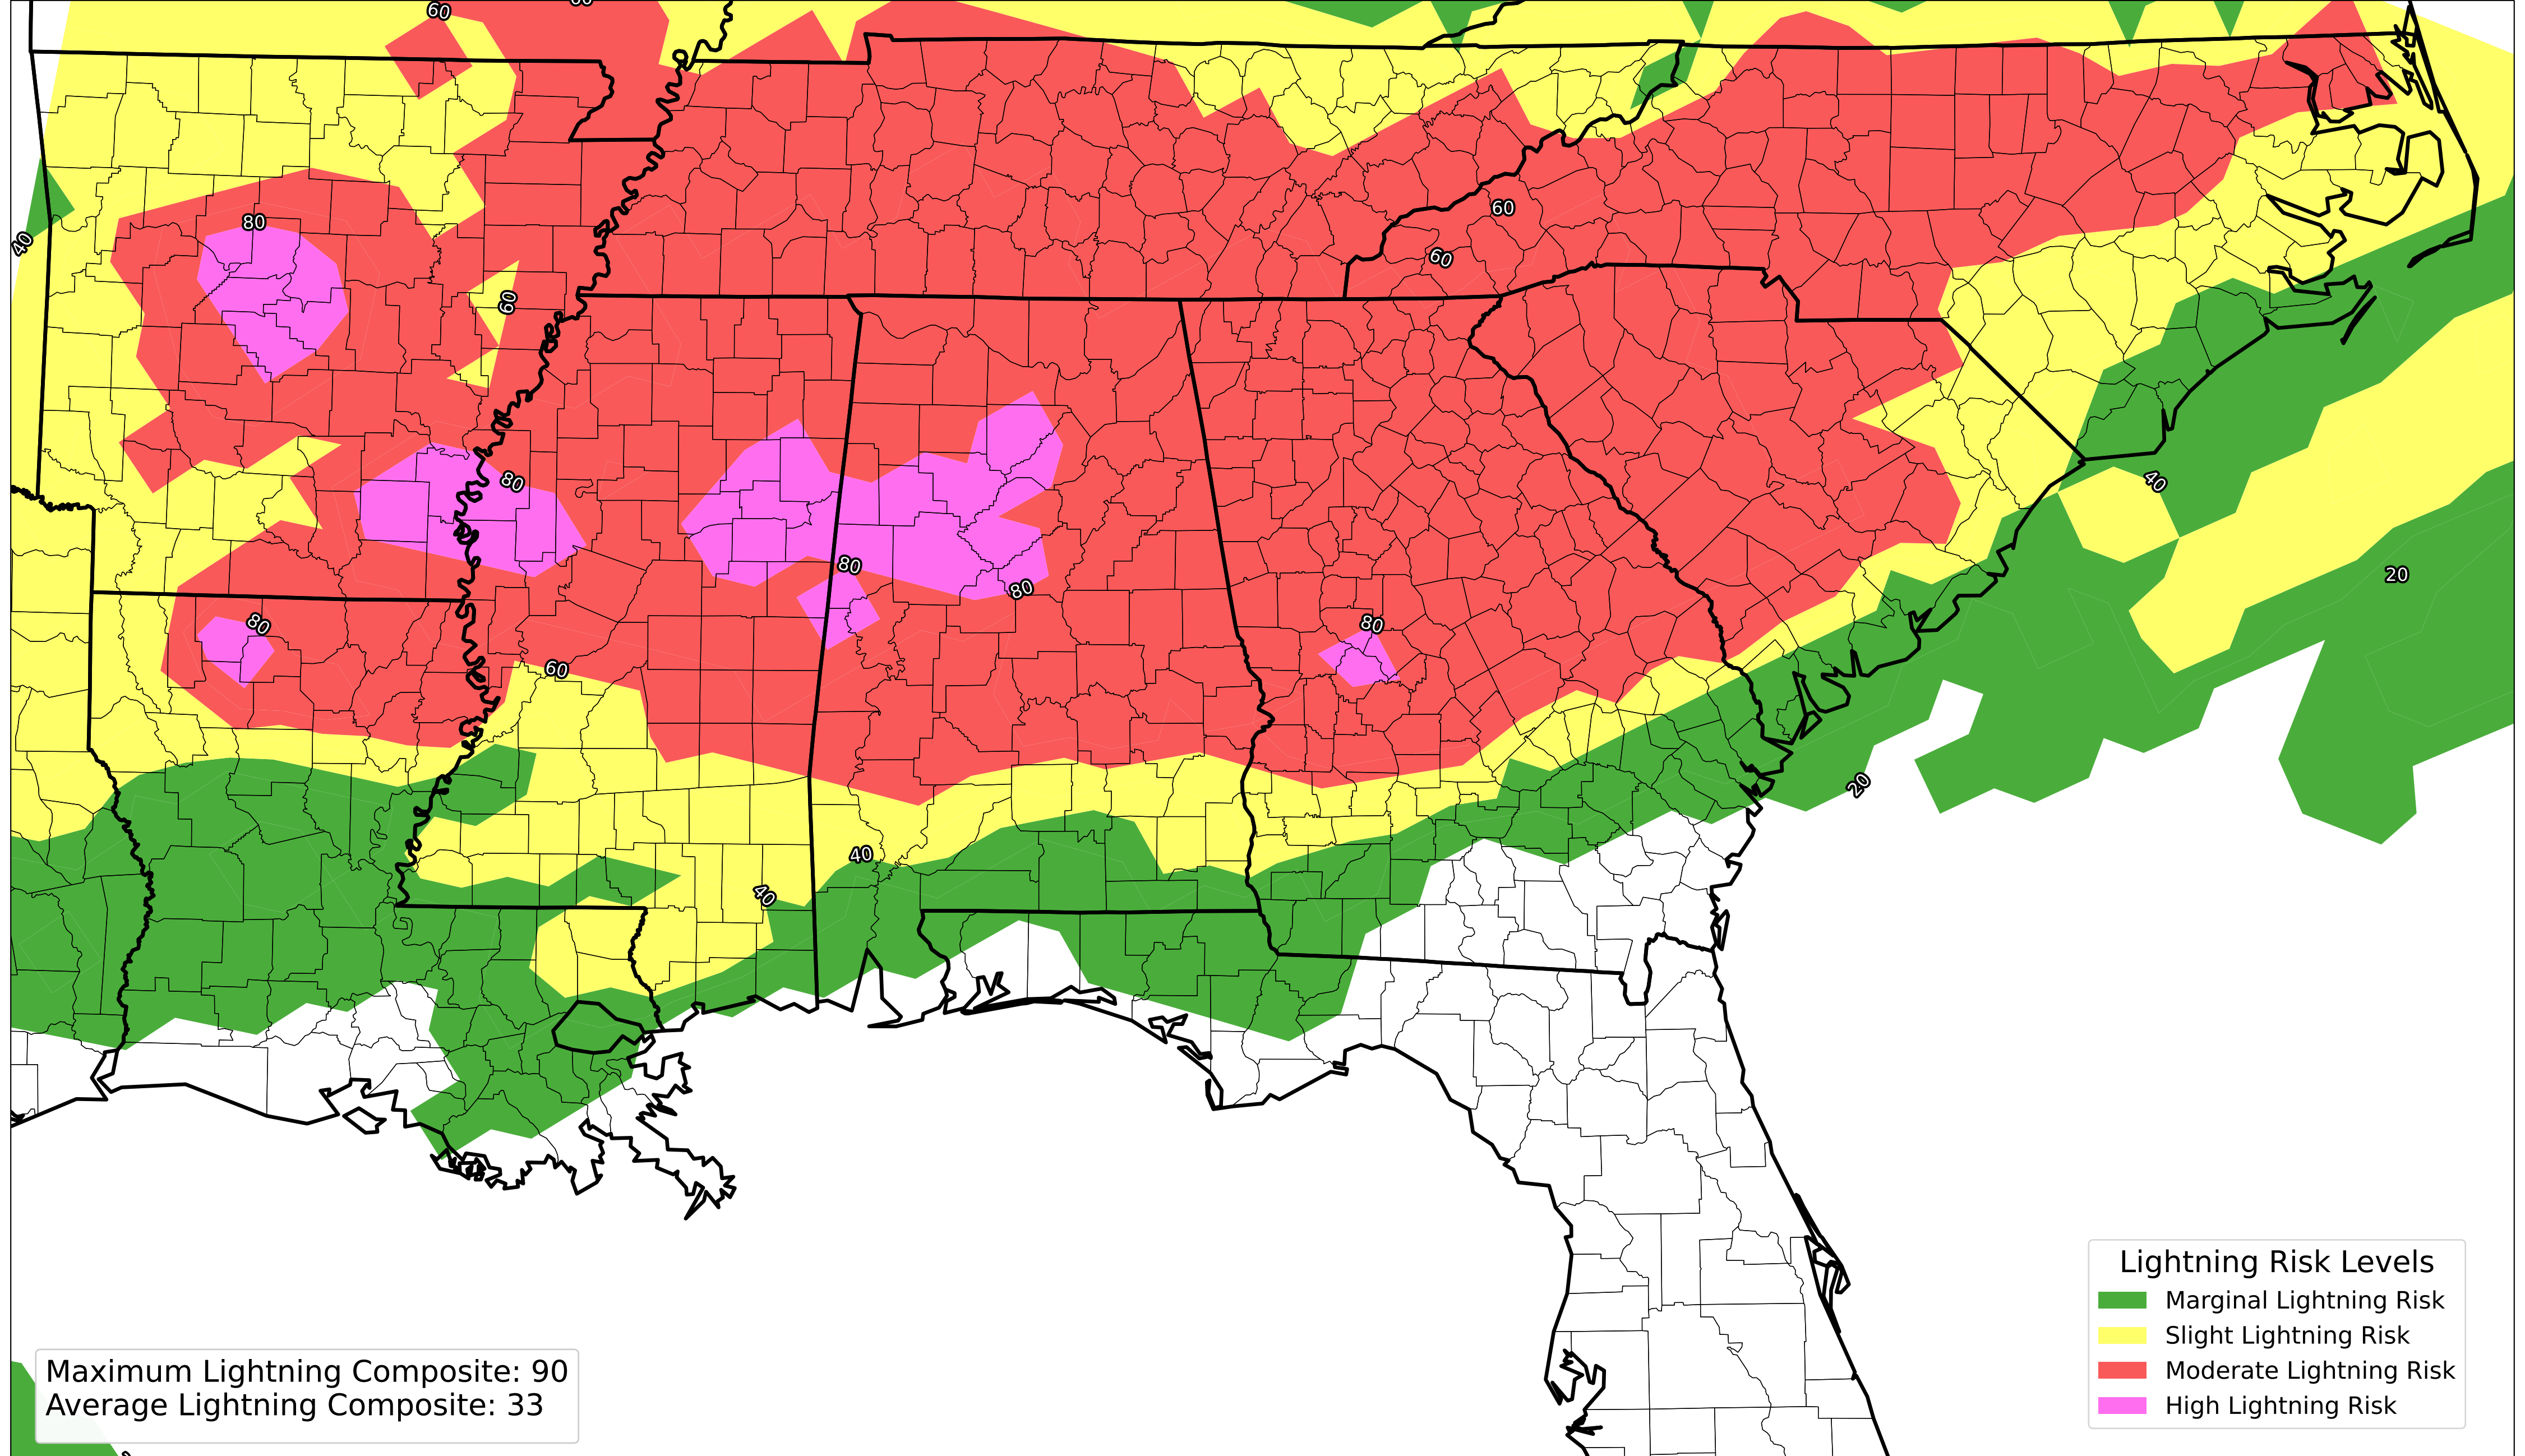 60
60
80
40
60
60
60
80
40
20
80
80
80
80
60
20
40
40
Maximum Lightning Composite: 90
Average Lightning Composite: 33
Lightning Risk Levels
Marginal Lightning Risk
Slight Lightning Risk
Moderate Lightning Risk
High Lightning Risk